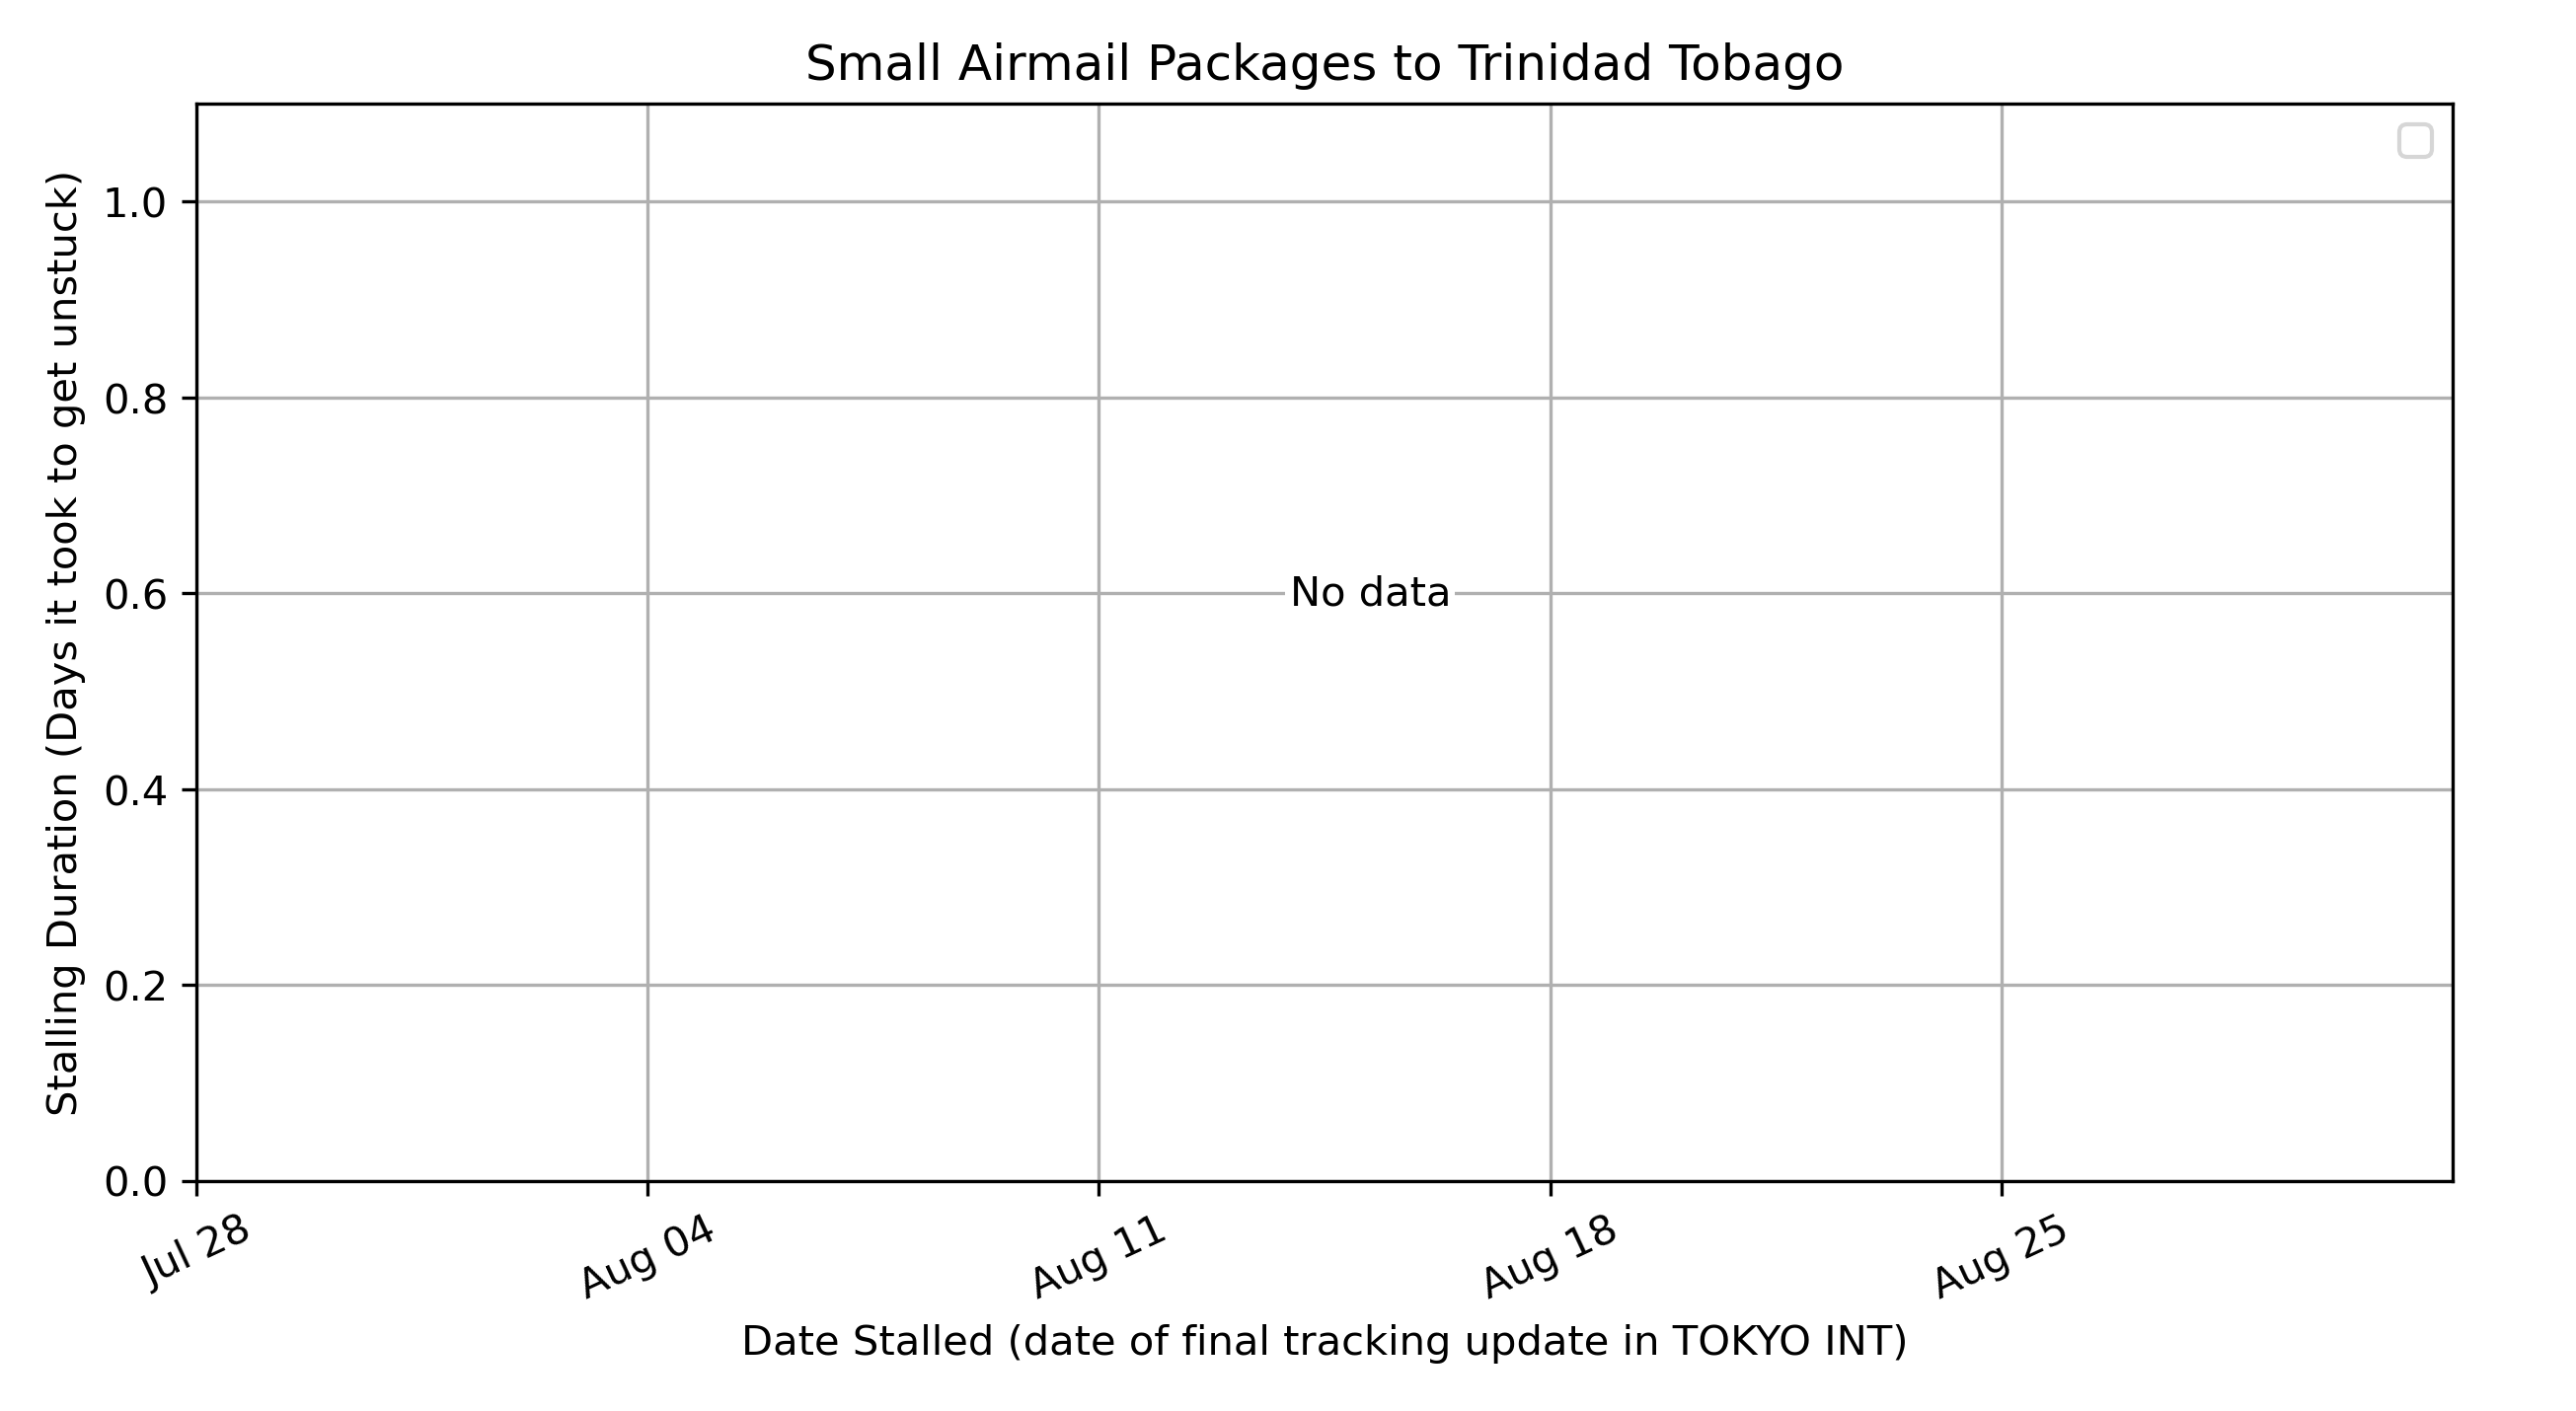 Small Airmail Packages to Trinidad Tobago
Stalling Duration (Days it took to get unstuck)
1.0
0.8
0.6
0.4
0.2
0.0
No data
Jul 28
Aug 04
Aug 11
Aug 18
Aug 25
Date Stalled (date of final tracking update in TOKYO INT)